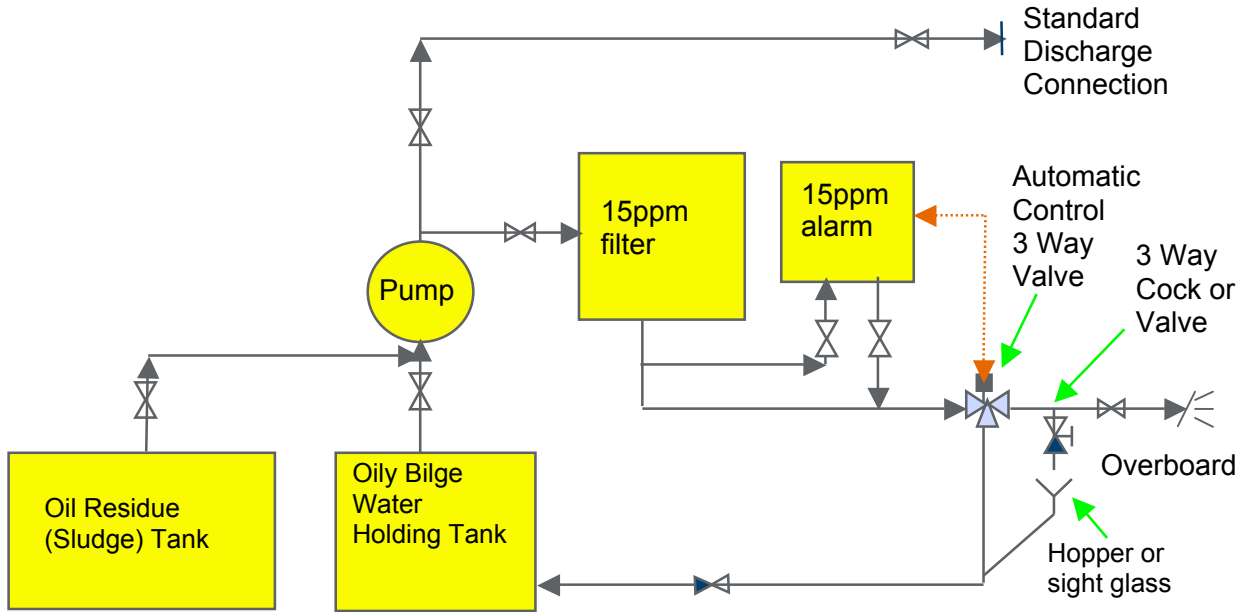 Standard
Discharge
Connection
15ppm
filter
15ppm
alarm
Automatic
Control
3 Way
Valve
3 Way
Cock or
Valve
Pump
Oil Residue
(Sludge) Tank
Oily Bilge
Water
Holding Tank
Overboard
Hopper or
sight glass